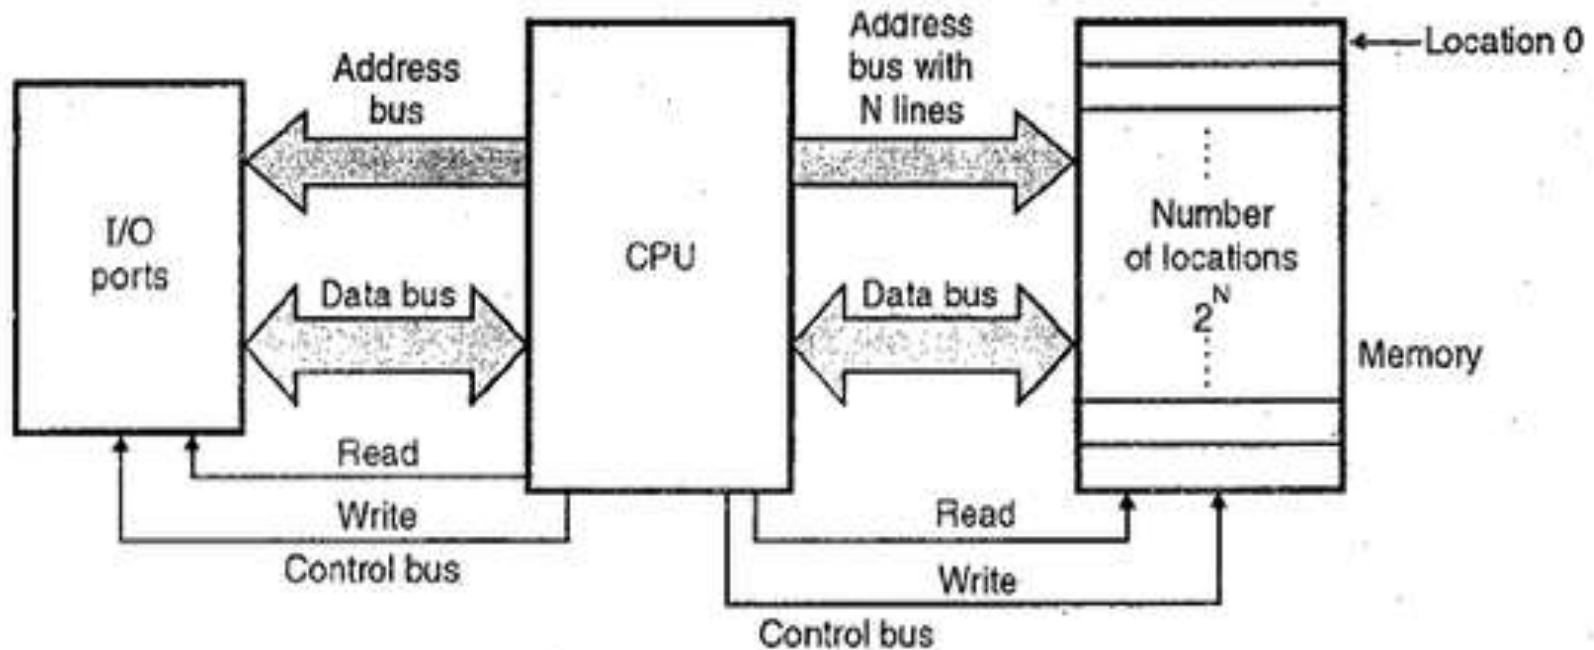 Address
bus
Address
bus with
N lines
Location 0
I/O
ports
CPU
Number
of locations
2^N
Data bus
Data bus
Memory
Read
Write
Control bus
Read
Write
Control bus